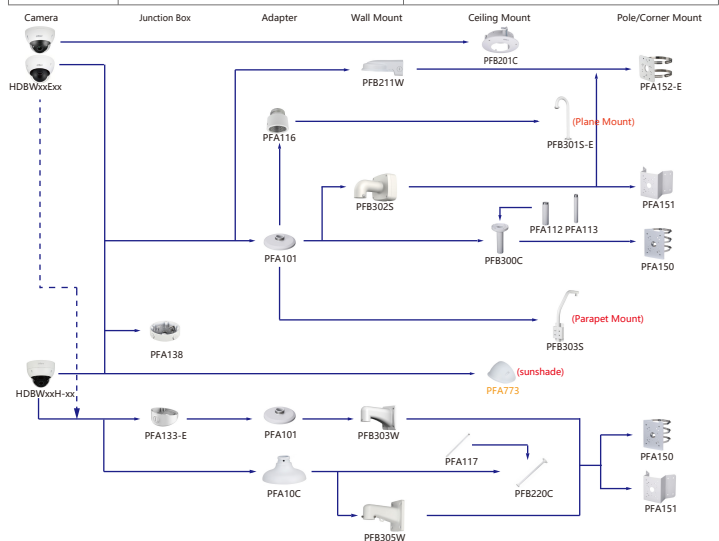 Camera
Junction Box
Adapter
Wall Mount
Ceiling Mount
Pole/Corner Mount
PFB201C
HDBWxxExx
PFB211W
PFA152-E
PFA116
(Plane Mount)
PFB301S-E
PFB302S
PFA151
PFA112
PFA113
PFA101
PFB300C
PFA150
(Parapet Mount)
PFB303S
PFA138
(sunshade)
HDBWxxH-xx
PFA773
PFA133-E
PFA101
PFB303W
PFA150
PFA117
PFA10C
PFB220C
PFA151
PFB305W